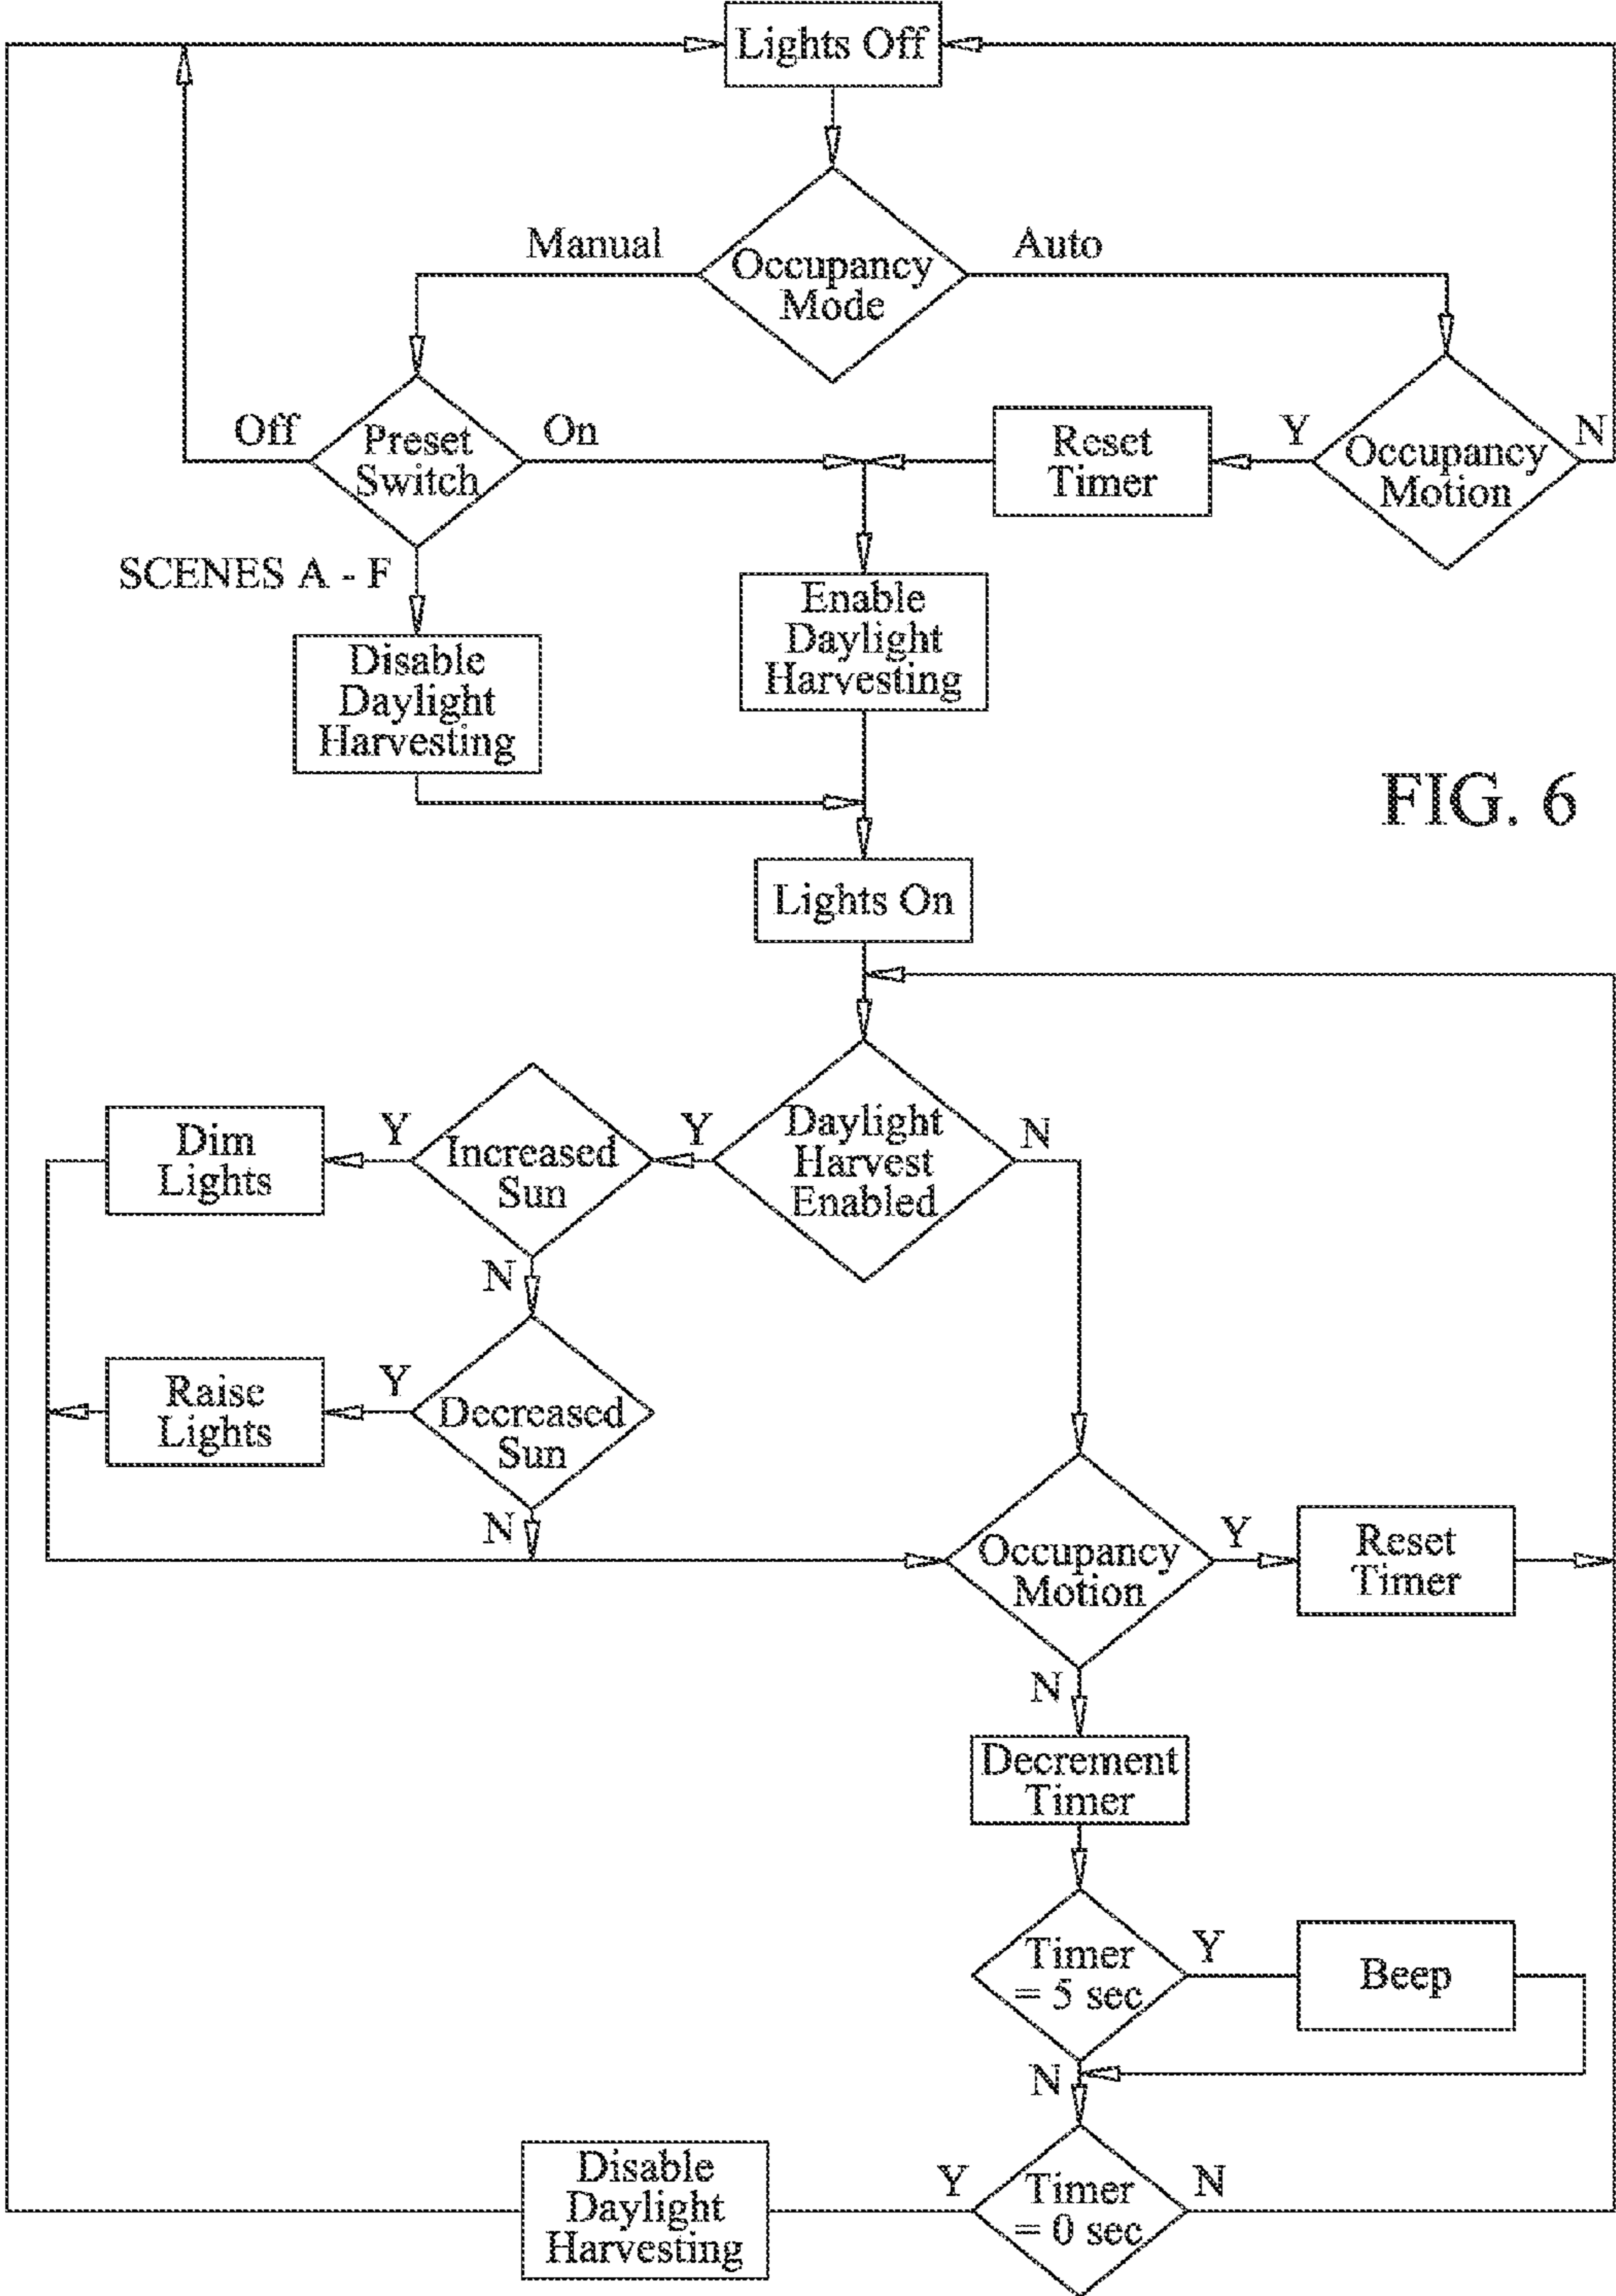 Lights Off
Manual
Auto
Occupancy
Mode
Off
Preset
Switch
On
Reset
Timer
Y
Occupancy
Motion
N
SCENES A - F
Enable
Daylight
Harvesting
Disable
Daylight
Harvesting
FIG. 6
Lights On
Dim
Lights
Y
Increased
Sun
Y
Daylight
Harvest
Enabled
N
N
Raise
Lights
Y
Decreased
Sun
N
Occupancy
Motion
Y
Reset
Timer
N
Decrement
Timer
Timer
= 5 sec
Y
Beep
N
Disable
Daylight
Harvesting
Y
Timer
= 0 sec
N